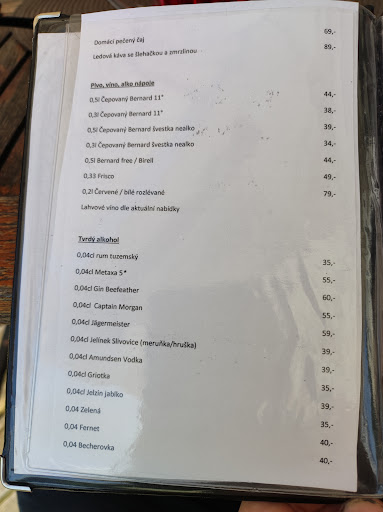 Domácí pečený čaj 69,-
Ledová káva se šlehačkou a zmrzlinou 89,-
Pivo, víno, alko nápoje
0,5l Čepovaný Bernard 11° 44,-
0,3l Čepovaný Bernard 11° 38,-
0,5l Čepovaný Bernard švestka nealko 39,-
0,3l Čepovaný Bernard švestka nealko 34,-
0,5l Bernard free / Birell 44,-
0,33 Frisco 49,-
0,2l Červené / bílé rozlévané 79,-
Lahvové víno dle aktuální nabídky
Tvrdý alkohol
0,04cl rum tuzemský 35,-
0,04cl Metaxa 5* 55,-
0,04cl Gin Beefeather 60,-
0,04cl Captain Morgan 55,-
0,04cl Jägermeister 59,-
0,04cl Jelínek Slivovice (meruňka/hruška) 39,-
0,04cl Amundsen Vodka 39,-
0,04cl Griotka 35,-
0,04cl Jelzin jablko 39,-
0,04 Zelená 35,-
0,04 Fernet 40,-
0,04 Becherovka 40,-